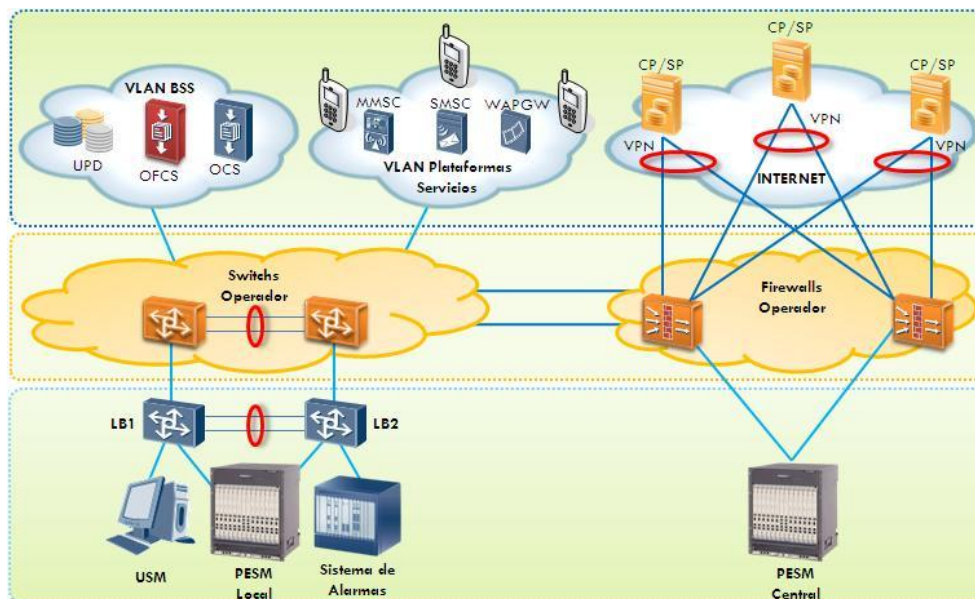 CP/SP
CP/SP
CP/SP
VLAN BSS
MMSC
SMSC
WAPGW
UPD
OFCS
OCS
VLAN Plataformas
Servicios
VPN
VPN
VPN
INTERNET
Switchs
Operador
Firewalls
Operador
LB1
LB2
USM
PESM
Local
Sistema de
Alarmas
PESM
Central